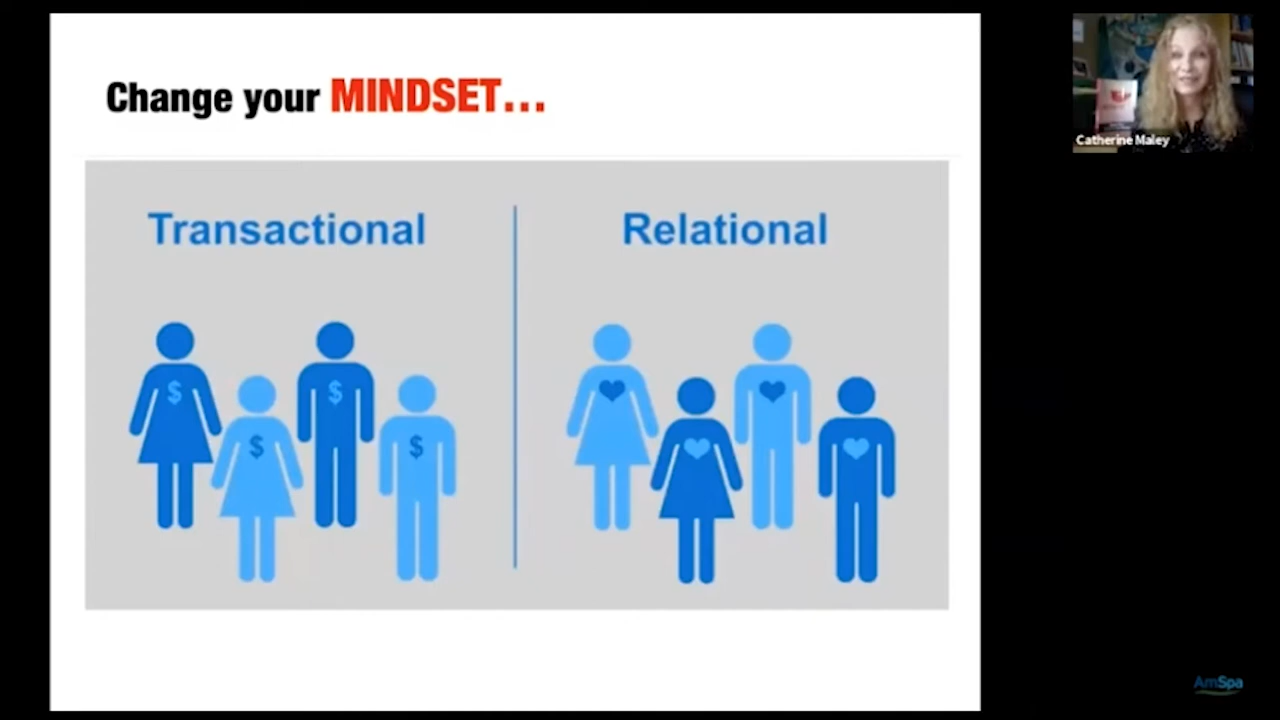 Change your MINDSET...
Transactional
Relational
$
$
$
$
Catherine Maley
AmSpa